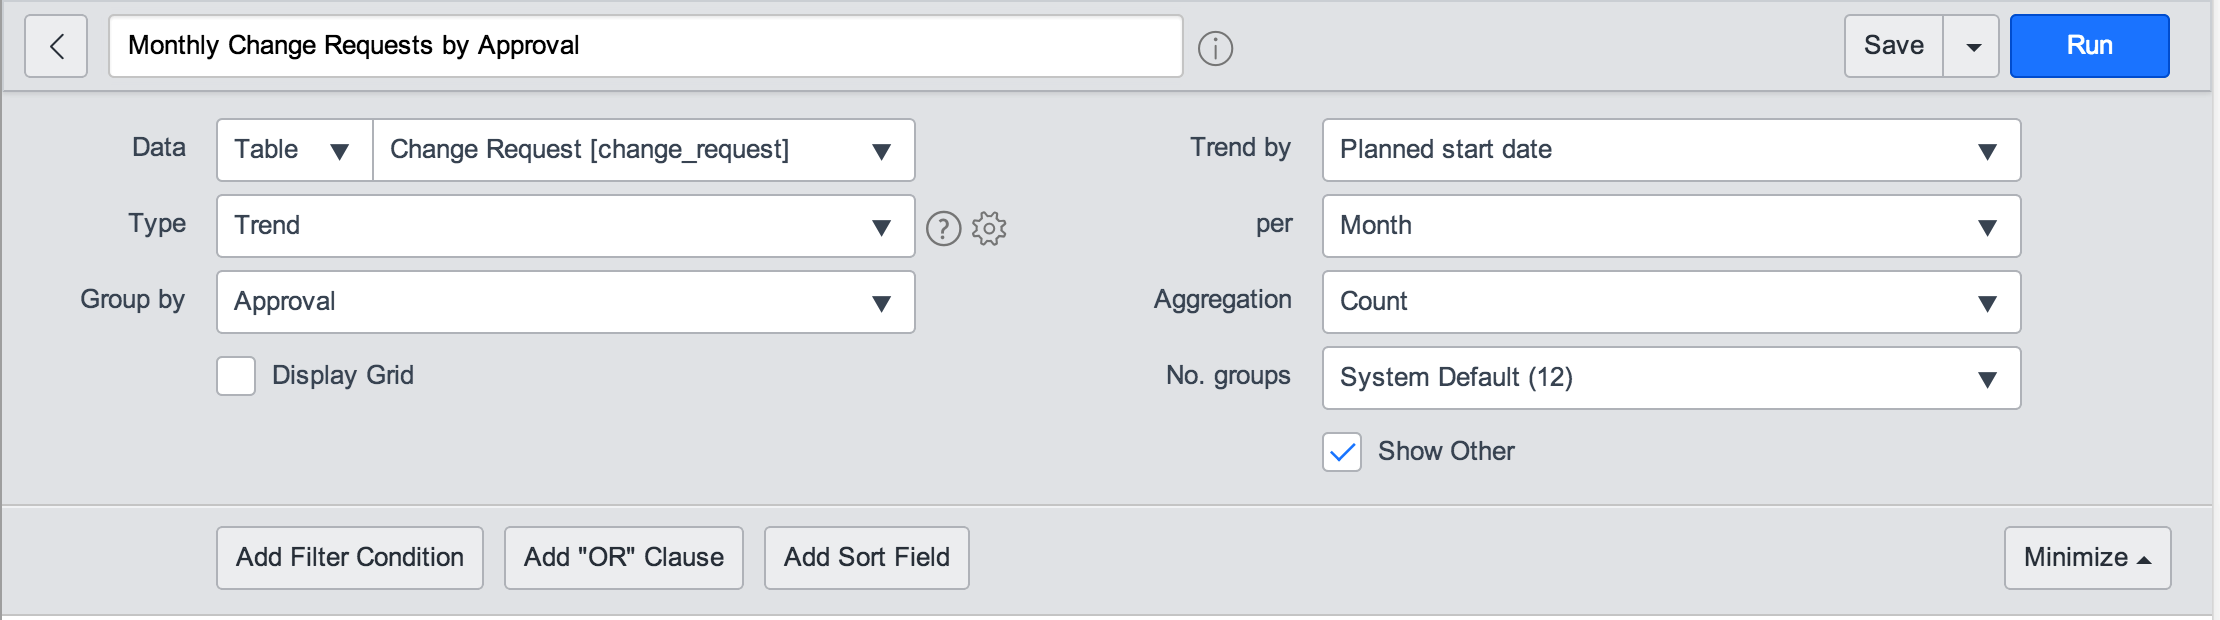 Monthly Change Requests by Approval
Save
Run
Data
Table
Change Request [change_request]
Trend by
Planned start date
Type
Trend
per
Month
Group by
Approval
Aggregation
Count
Display Grid
No. groups
System Default (12)
Show Other
Add Filter Condition
Add "OR" Clause
Add Sort Field
Minimize